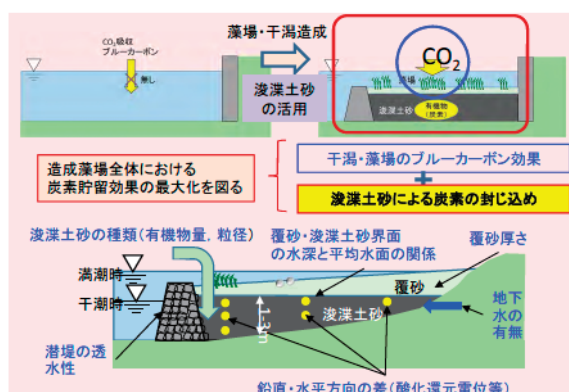 CO₂吸収
ブルーカーボン
無し
藻場・干潟造成
浚渫土砂
の活用
CO₂
藻場
浚渫土砂
有機物
(炭素)
造成藻場全体における
炭素貯留効果の最大化を図る
干潟・藻場のブルーカーボン効果
+
浚渫土砂による炭素の封じ込め
浚渫土砂の種類(有機物量，粒径)
覆砂・浚渫土砂界面
の水深と平均水面の関係
覆砂厚さ
満潮時
干潮時
覆砂
浚渫土砂
1-3m
地下
水の
有無
潜堤の透
水性
鉛直・水平方向の差(酸化還元電位等)